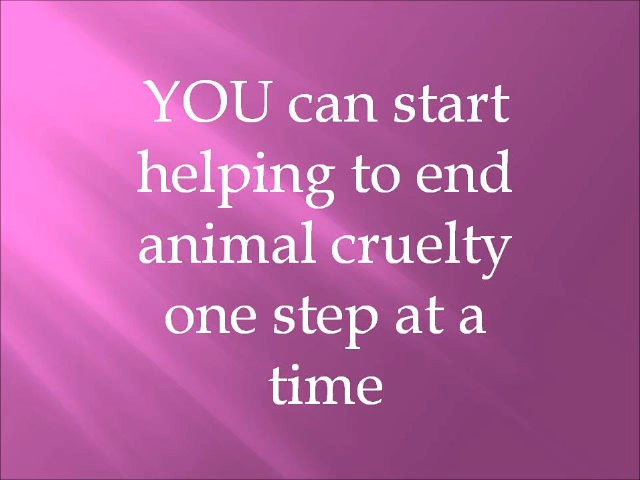 YOU can start
helping to end
animal cruelty
one step at a
time